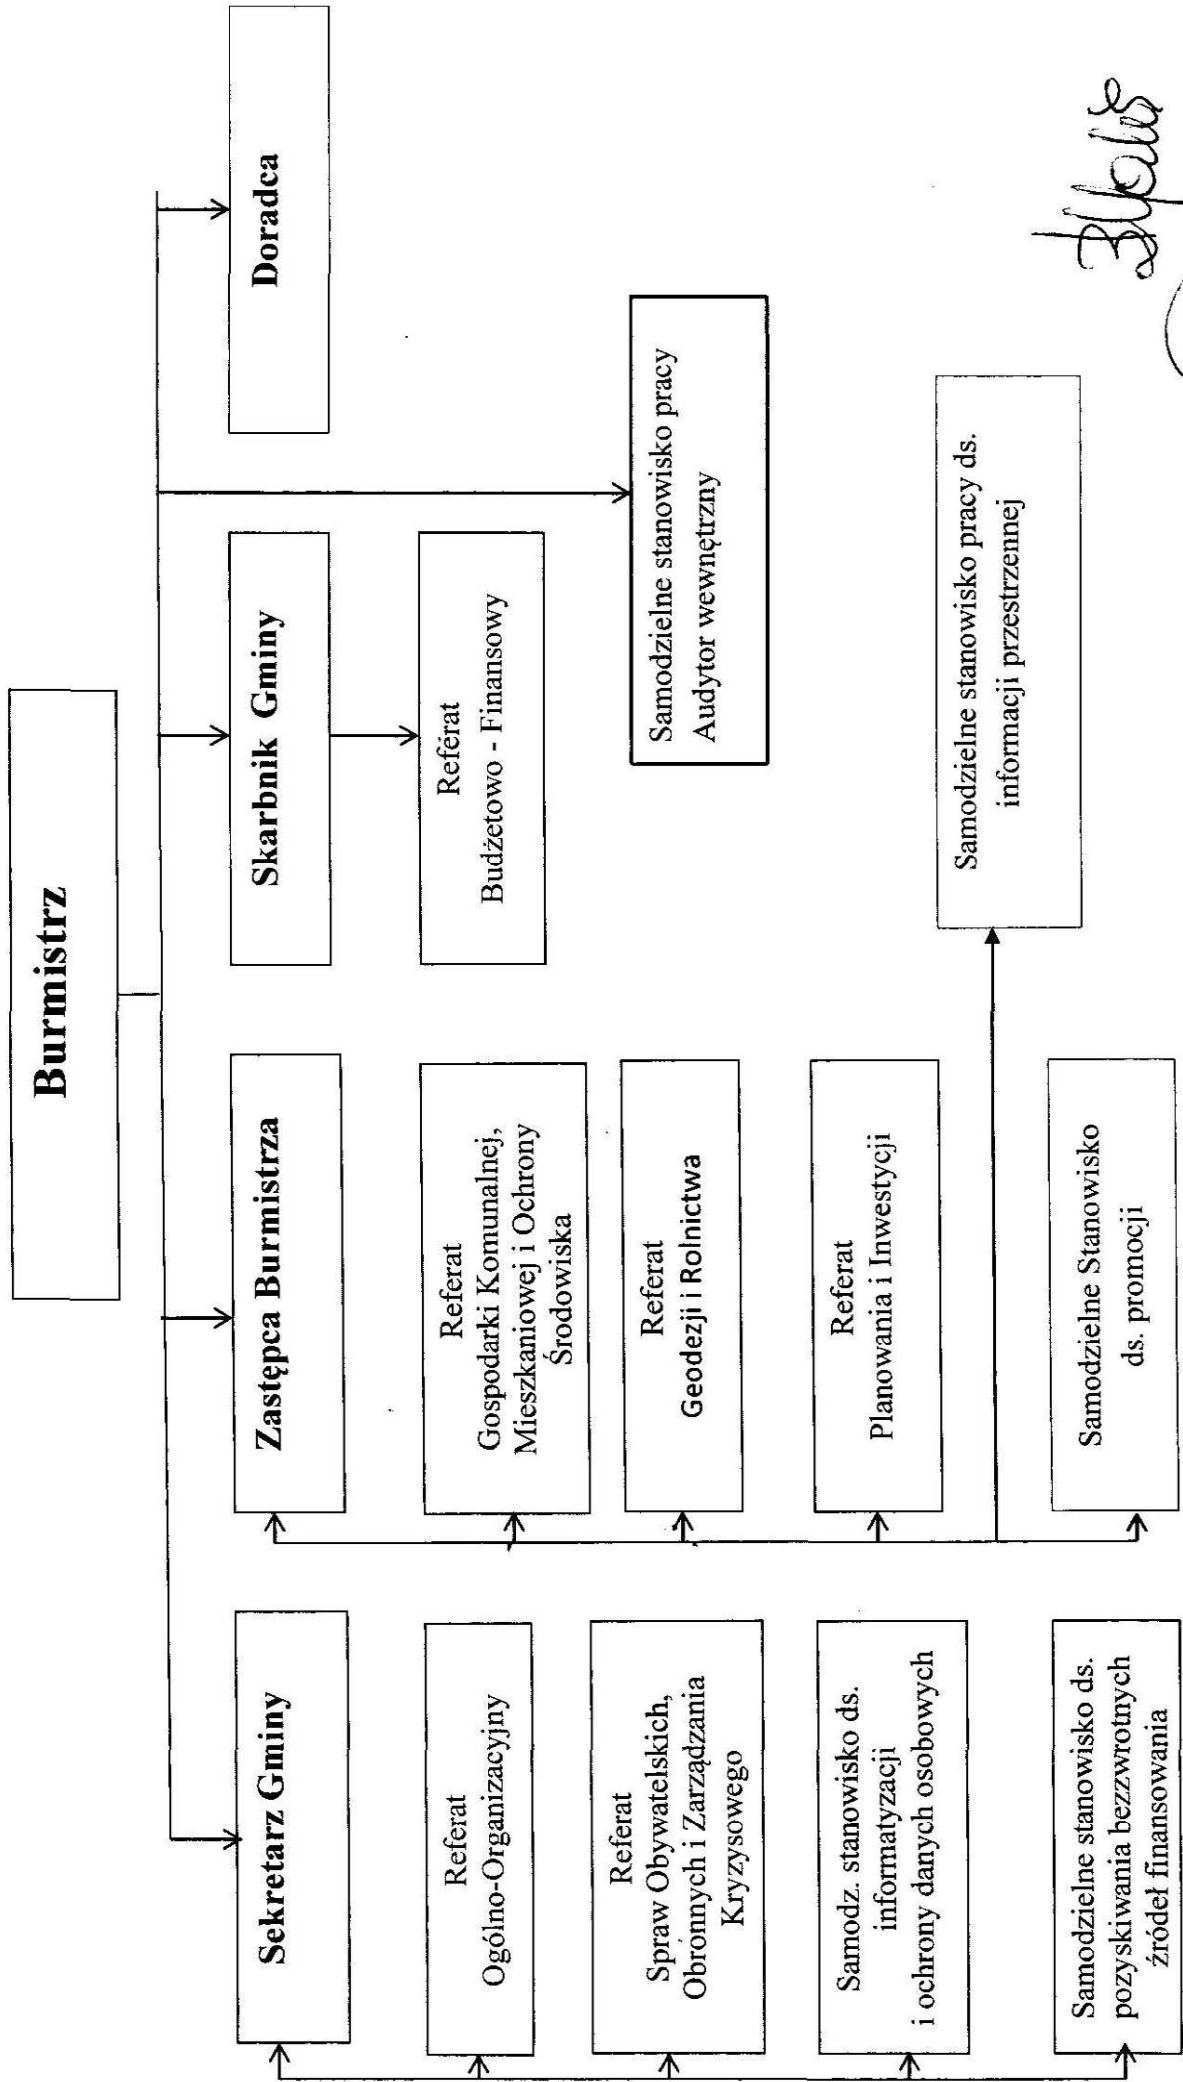 Burmistrz
Sekretarz Gminy
Zastępca Burmistrza
Skarbnik Gminy
Doradca
Referat
Ogólno-Organizacyjny
Referat
Spraw Obywatelskich,
Obronnych i Zarządzania
Kryzysowego
Samodz. stanowisko ds.
informatyzacji
i ochrony danych osobowych
Samodzielne stanowisko ds.
pozyskiwania bezzwrotnych
źródeł finansowania
Referat
Gospodarki Komunalnej,
Mieszkaniowej i Ochrony
Środowiska
Referat
Geodezji i Rolnictwa
Referat
Planowania i Inwestycji
Samodzielne Stanowisko
ds. promocji
Referat
Budżetowo - Finansowy
Samodzielne stanowisko pracy
Audytor wewnętrzny
Samodzielne stanowisko pracy ds.
informacji przestrzennej